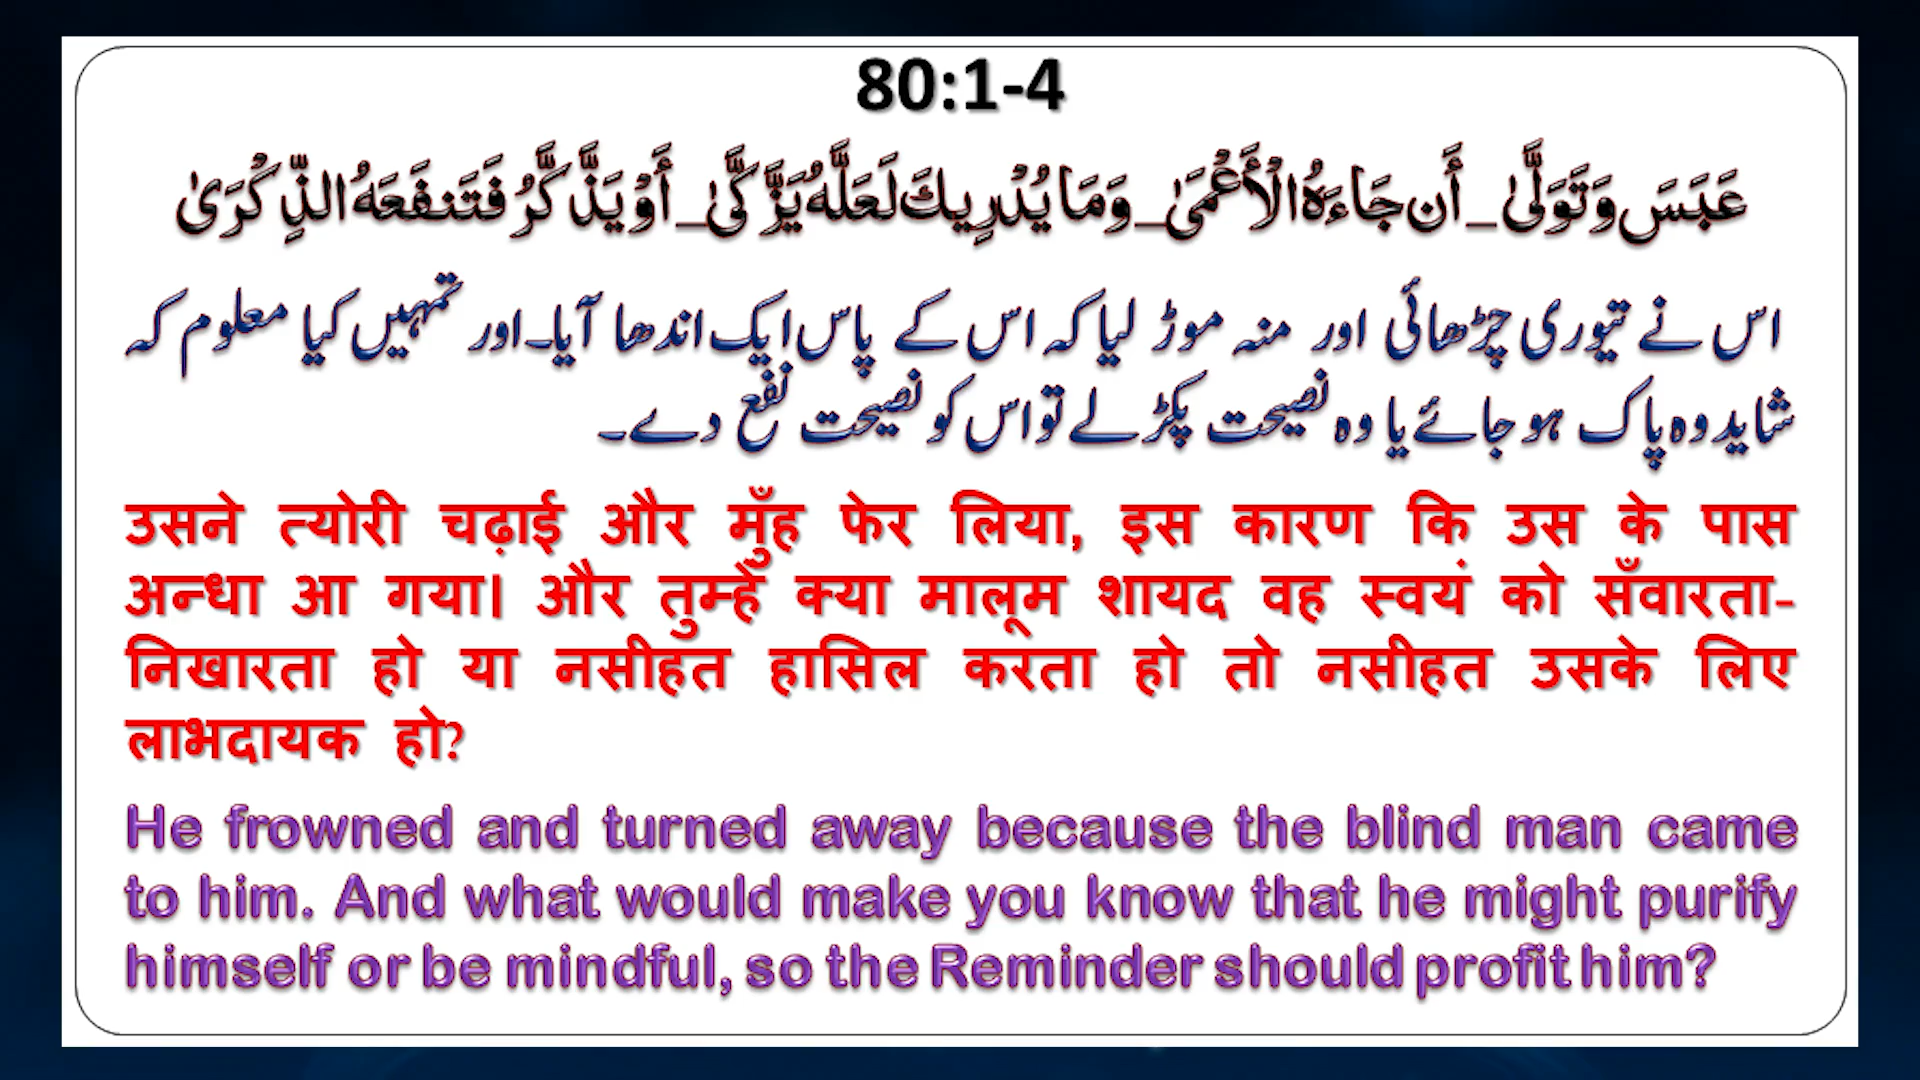 80:1-4
عَبَسَ وَتَوَلَّىٰ _ أَن جَاءَهُ الْأَعْمَىٰ _ وَمَا يُدْرِيكَ لَعَلَّهُ يَزَّكَّىٰ _ أَوْ يَذَّكَّرُ فَتَنفَعَهُ الذِّكْرَىٰ
اس نے تیوری چڑھائی اور منہ موڑ لیا کہ اس کے پاس ایک اندھا آیا۔ اور تمہیں کیا معلوم کہ
شاید وہ پاک ہو جائے یا وہ نصیحت پکڑ لے تو اس کو نصیحت نفع دے۔
उसने त्योरी चढ़ाई और मुँह फेर लिया, इस कारण कि उस के पास
अन्धा आ गया। और तुम्हें क्या मालूम शायद वह स्वयं को सँवारता-
निखारता हो या नसीहत हासिल करता हो तो नसीहत उसके लिए
लाभदायक हो?
He frowned and turned away because the blind man came
to him. And what would make you know that he might purify
himself or be mindful, so the Reminder should profit him?